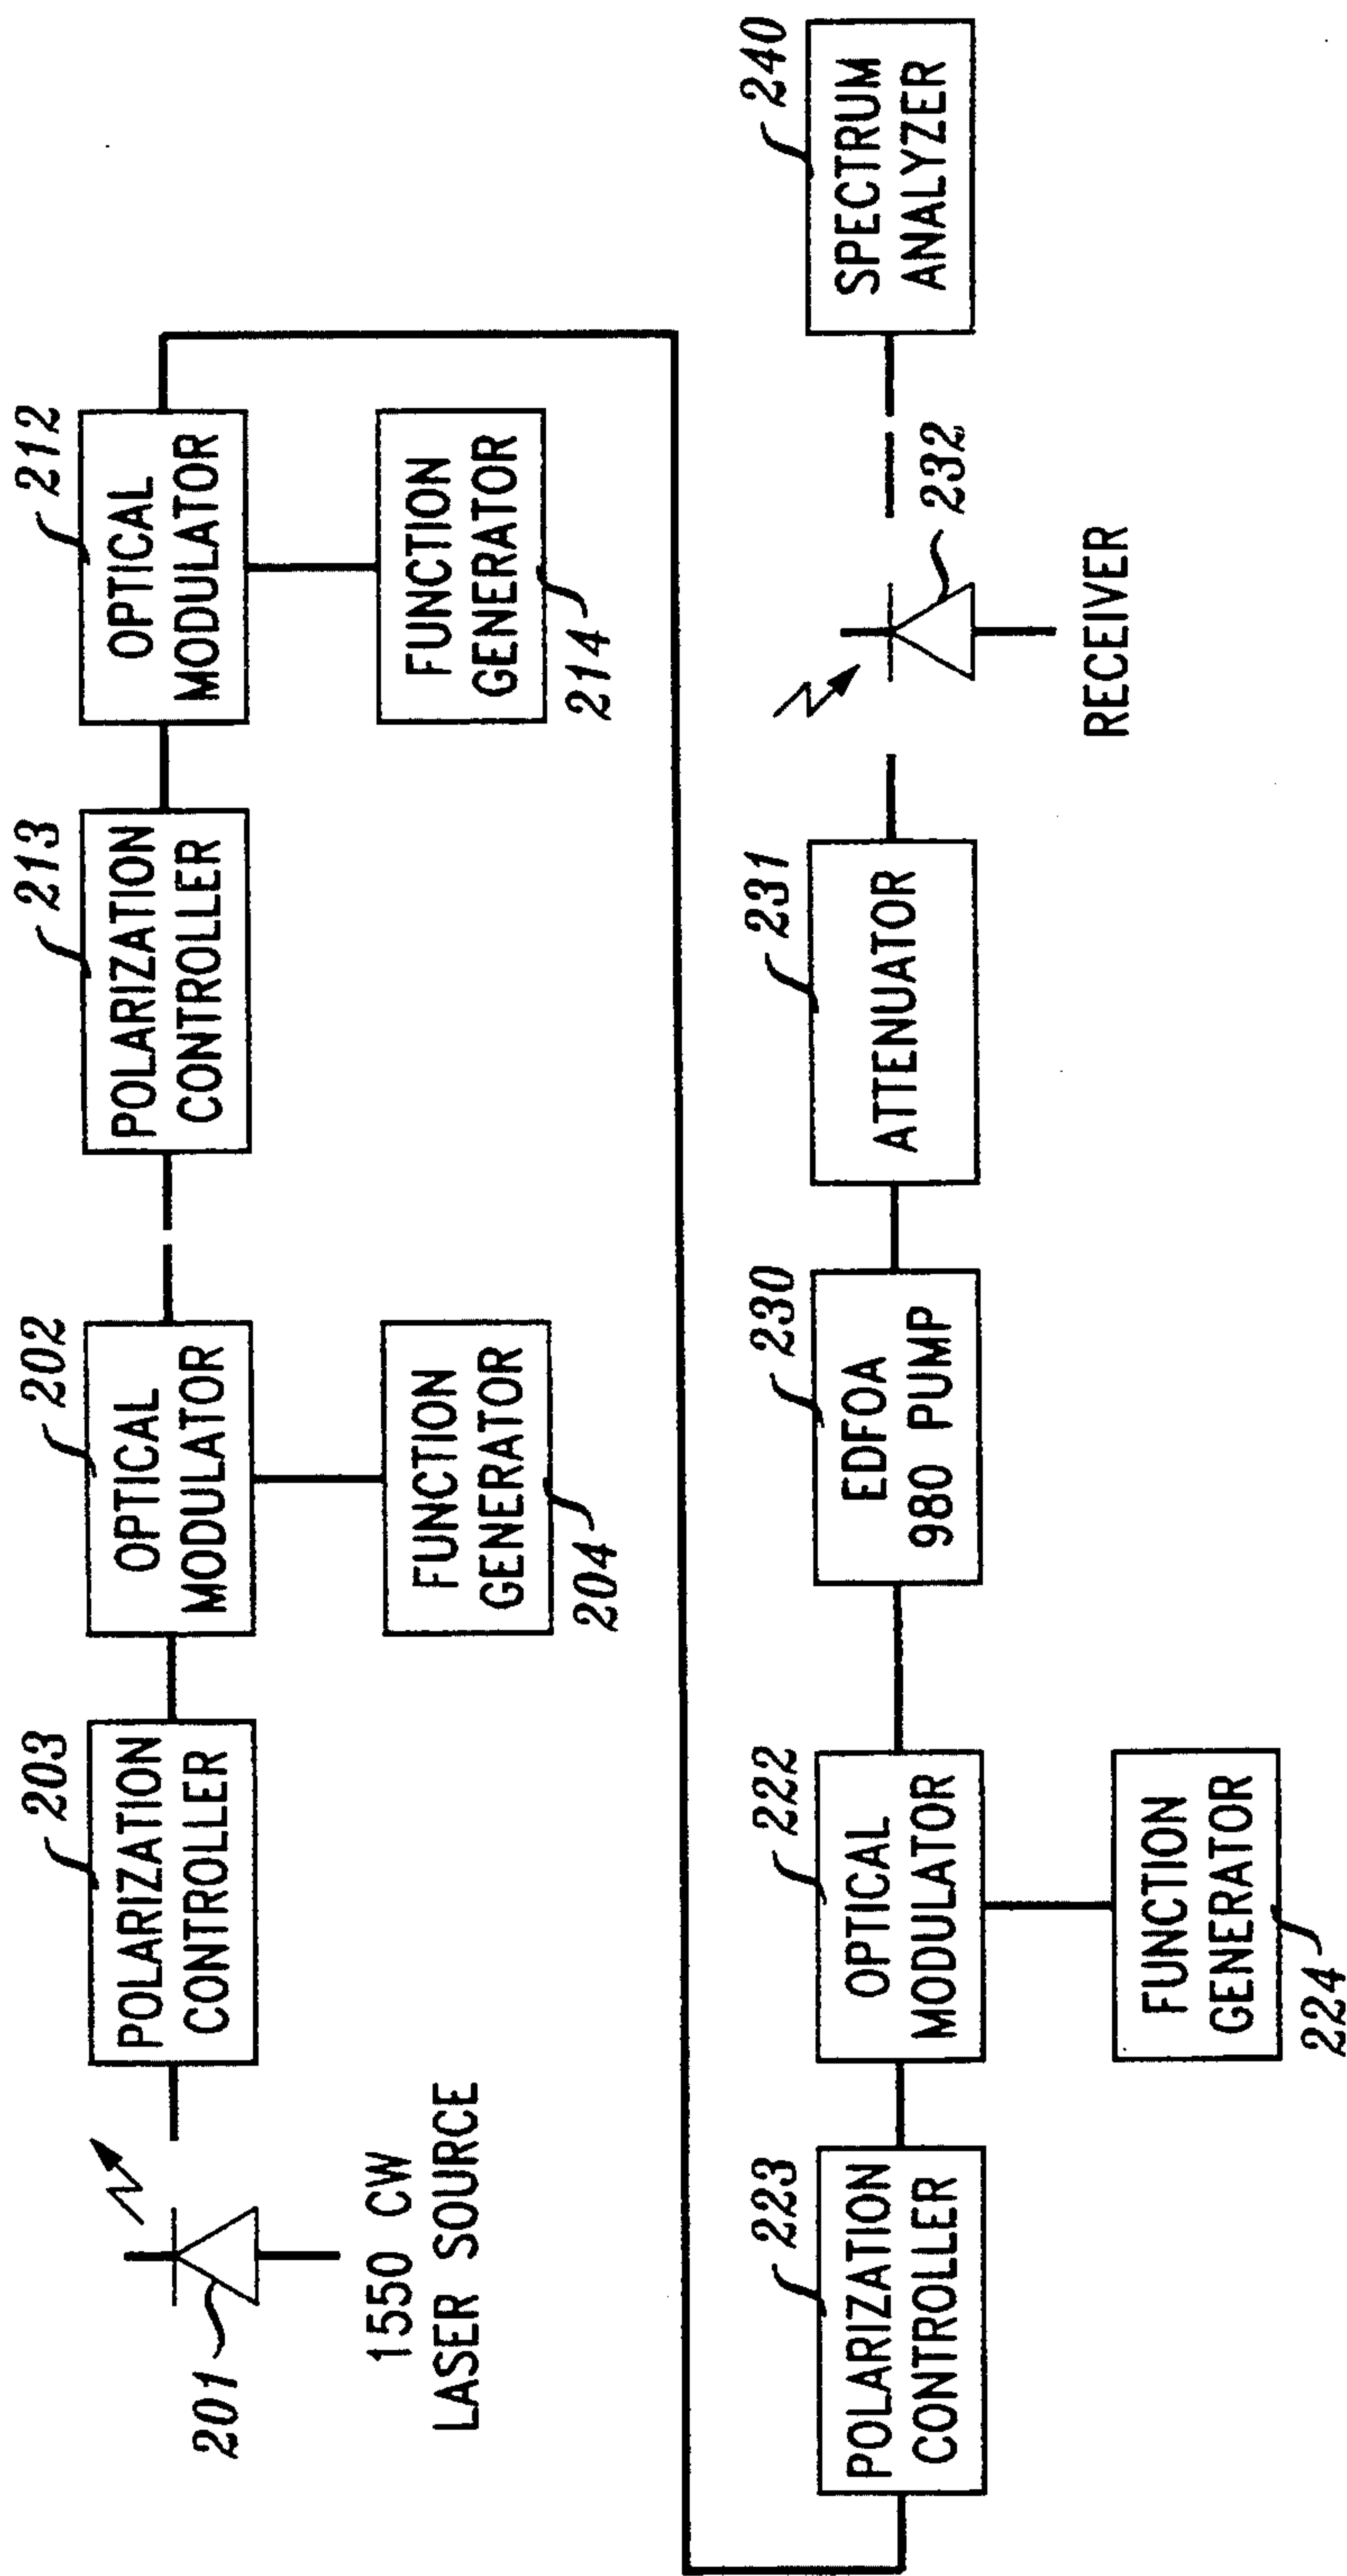 201
1550 CW
LASER SOURCE
203
POLARIZATION
CONTROLLER
202
OPTICAL
MODULATOR
FUNCTION
GENERATOR
204
213
POLARIZATION
CONTROLLER
212
OPTICAL
MODULATOR
FUNCTION
GENERATOR
214
223
POLARIZATION
CONTROLLER
222
OPTICAL
MODULATOR
FUNCTION
GENERATOR
224
230
EDFOA
980 PUMP
231
ATTENUATOR
232
RECEIVER
240
SPECTRUM
ANALYZER